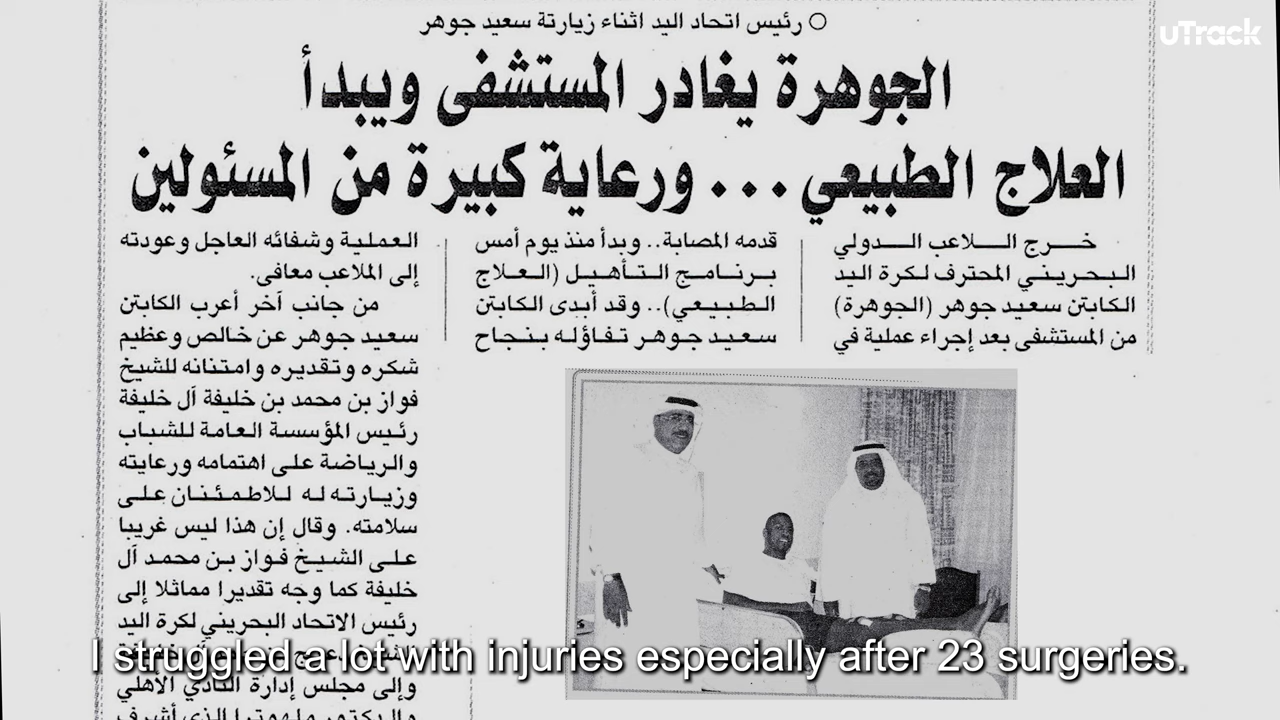 uTrack
○ رئيس اتحاد اليد اثناء زيارتة سعيد جوهر
الجوهرة يغادر المستشفى ويبدأ
العلاج الطبيعي... ورعاية كبيرة من المسئولين
خرج اللاعب الدولي
البحريني المحترف لكرة اليد
الكابتن سعيد جوهر (الجوهرة)
من المستشفى بعد إجراء عملية في
قدمه المصابة.. وبدأ منذ يوم أمس
برنامج التأهيل (العلاج
الطبيعي).. وقد أبدى الكابتن
سعيد جوهر تفاؤله بنجاح
العملية وشفائه العاجل وعودته
إلى الملاعب معافى.
من جانب آخر أعرب الكابتن
سعيد جوهر عن خالص وعظيم
شكره وتقديره وامتنانه للشيخ
فواز بن محمد بن خليفة آل خليفة
رئيس المؤسسة العامة للشباب
والرياضة على اهتمامه ورعايته
وزيارته له للاطمئنان على
سلامته. وقال إن هذا ليس غريبا
على الشيخ فواز بن محمد آل
خليفة كما وجه تقديرا مماثلا إلى
رئيس الاتحاد البحريني لكرة اليد
وإلى مجلس إدارة النادي الأهلي
I struggled a lot with injuries especially after 23 surgeries.